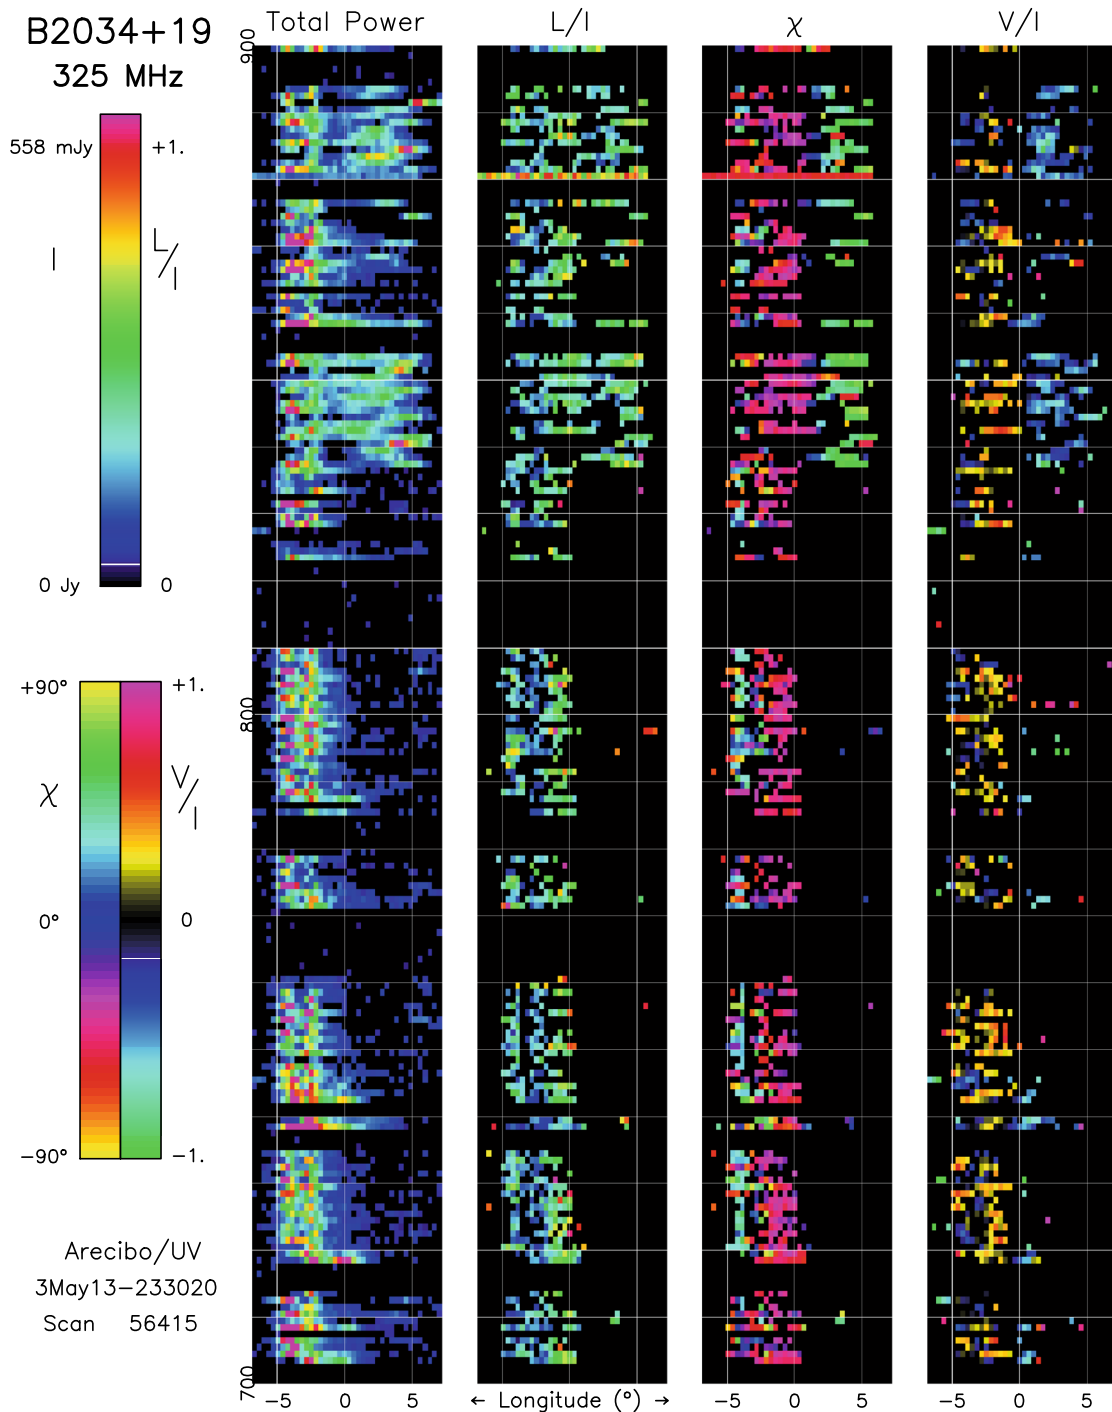 B2034+19
325 MHz
Total Power
L/I
χ
V/I
900
558 mJy
+1.
I
L/I
0 Jy
0
+90°
+1.
800
χ
V/I
0°
0
−90°
−1.
Arecibo/UV
3May13−233020
Scan 56415
700
−5 0 5
← Longitude (°) →
−5 0 5
−5 0 5